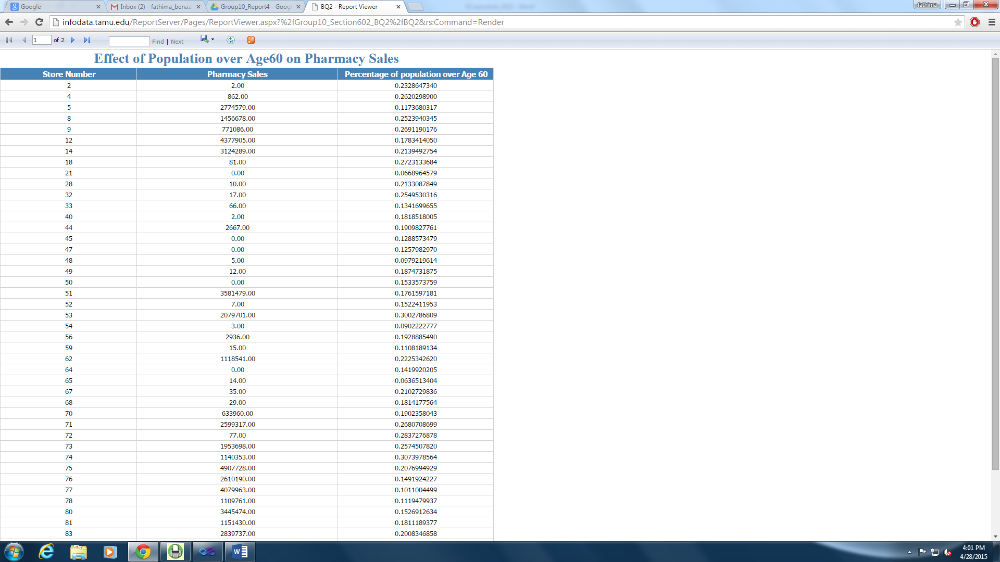 Google
Inbox (2) - fathima_benazi
Group10_Report4 - Googl
BQ2 - Report Viewer
fathima
infodata.tamu.edu/ReportServer/Pages/ReportViewer.aspx?%2fGroup10_Section602_BQ2%2fBQ2&rs:Command=Render
1 of 2 Find | Next
Effect of Population over Age60 on Pharmacy Sales
Store Number Pharmacy Sales Percentage of population over Age 60
2 2.00 0.2328647340
4 862.00 0.2620298900
5 2774579.00 0.1173680317
8 1456678.00 0.2523940345
9 771086.00 0.2691190176
12 4377905.00 0.1783414050
14 3124289.00 0.2139492754
18 81.00 0.2723133684
21 0.00 0.0668964579
28 10.00 0.2133087849
32 17.00 0.2549530316
33 66.00 0.1341699655
40 2.00 0.1818518005
44 2667.00 0.1909827761
45 0.00 0.1288573479
47 0.00 0.1257982970
48 5.00 0.0979219614
49 12.00 0.1874731875
50 0.00 0.1533573759
51 3581479.00 0.1761597181
52 7.00 0.1522411953
53 2079701.00 0.3002786809
54 3.00 0.0902222777
56 2936.00 0.1928885490
59 15.00 0.1108189134
62 1118541.00 0.2225342620
64 0.00 0.1419920205
65 14.00 0.0636513404
67 35.00 0.2102729836
68 29.00 0.1814177564
70 633960.00 0.1902358043
71 2599317.00 0.2680708699
72 77.00 0.2837276878
73 1953698.00 0.2574507820
74 1140353.00 0.3073978564
75 4907728.00 0.2076994929
76 2610190.00 0.1491924227
77 4079963.00 0.1011004499
78 1109761.00 0.1119479937
80 3445474.00 0.1526912634
81 1151430.00 0.1811189377
83 2839737.00 0.2008346858
4:01 PM
4/28/2015